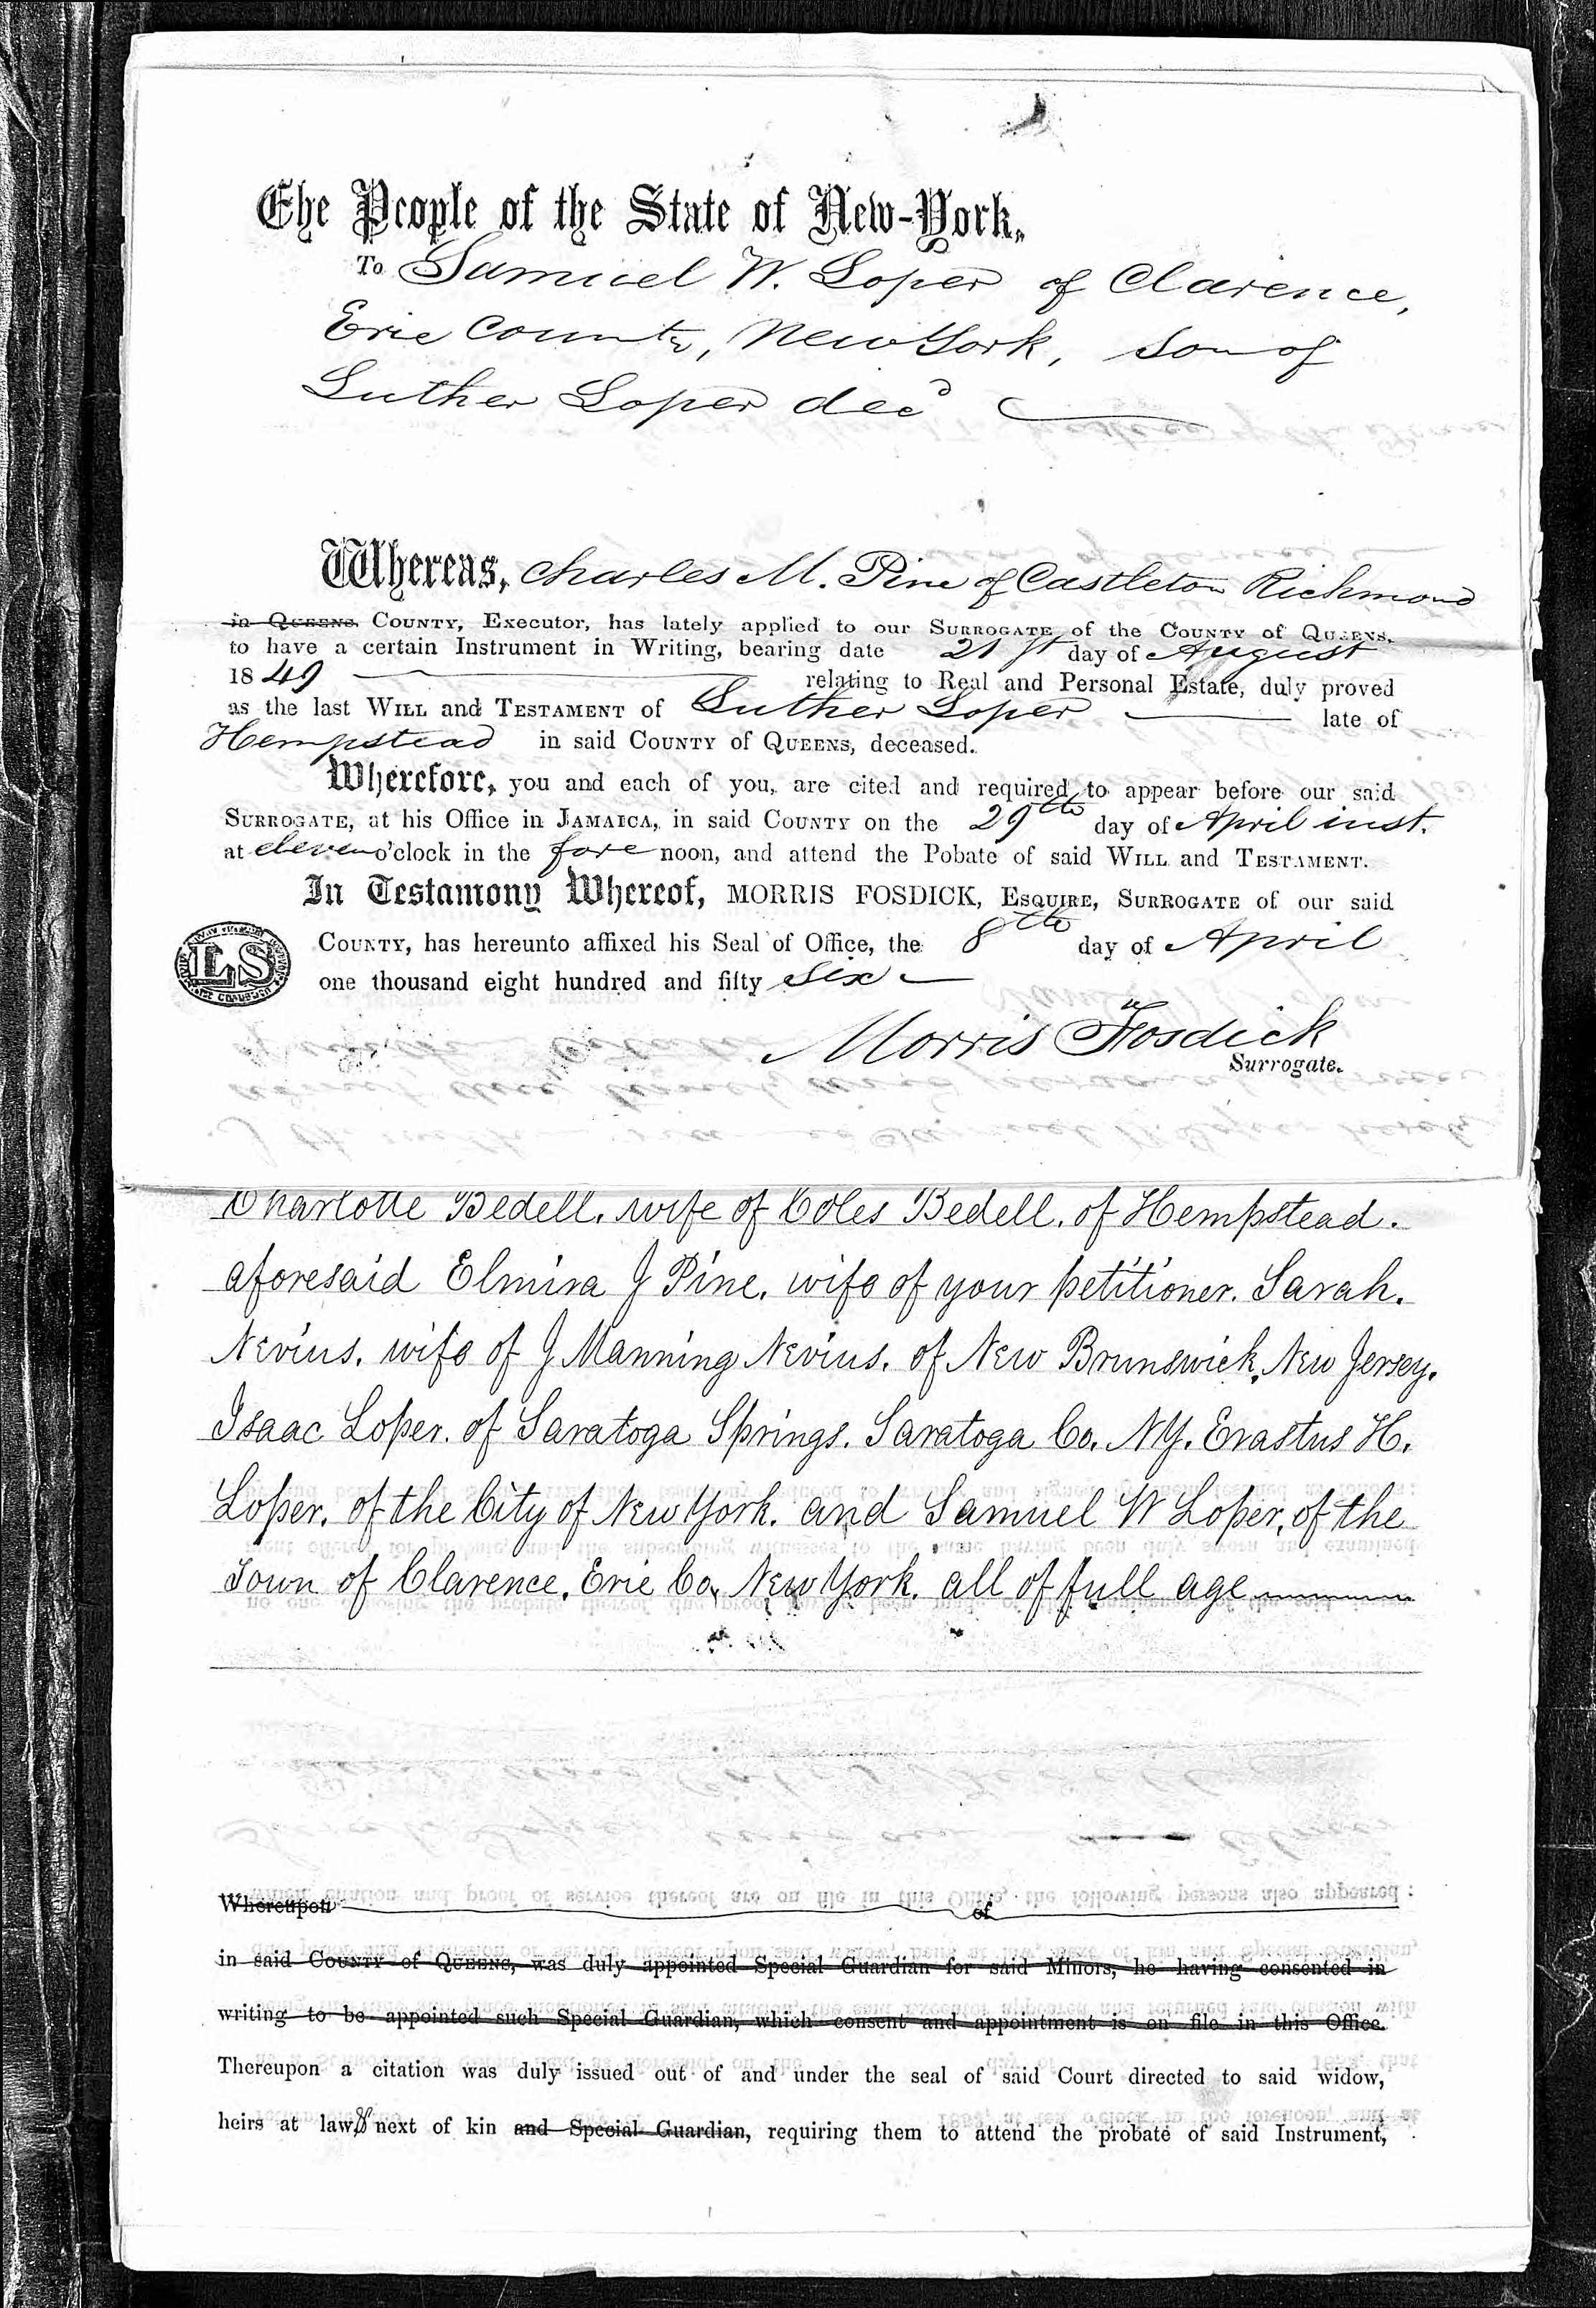 The People of the State of New-York,
To Samuel W. Loper of Clarence,
Erie County, New York, son of
Luther Loper decd
Whereas, Charles M. Pine of Castleton Richmond
in Queens County, Executor, has lately applied to our Surrogate of the County of Queens,
to have a certain Instrument in Writing, bearing date 21st day of August
1849 relating to Real and Personal Estate, duly proved
as the last Will and Testament of Luther Loper late of
Hempstead in said County of Queens, deceased.
Wherefore, you and each of you, are cited and required to appear before our said
Surrogate, at his Office in Jamaica, in said County on the 29th day of April inst.
at eleven o'clock in the fore noon, and attend the Pobate of said Will and Testament.
In Testamony Whereof, MORRIS FOSDICK, Esquire, Surrogate of our said
LS
County, has hereunto affixed his Seal of Office, the 8th day of April
one thousand eight hundred and fifty six
Morris Fosdick
Surrogate.
Charlotte Bedell. wife of Coles Bedell. of Hempstead.
aforesaid Elmira J Pine. wife of your petitioner. Sarah.
Nevius. wife of J Manning Nevius. of New Brunswick, New Jersey.
Isaac Loper. of Saratoga Springs. Saratoga Co. NY. Erastus H.
Loper. of the City of New York. and Samuel W Loper, of the
Town of Clarence. Erie Co. New York. all of full age
Whereupon of
in said County of Queens, was duly appointed Special Guardian for said Minors, he having consented in
writing to be appointed such Special Guardian, which consent and appointment is on file in this Office.
Thereupon a citation was duly issued out of and under the seal of said Court directed to said widow,
heirs at law, & next of kin and Special Guardian, requiring them to attend the probate of said Instrument,